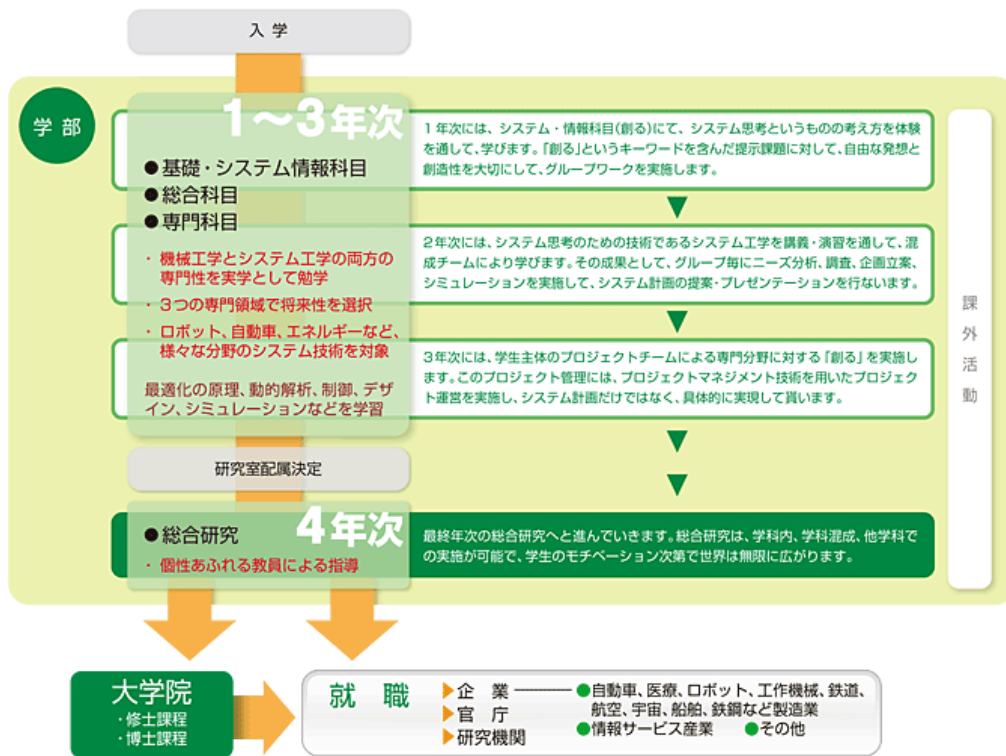 入学
学部
1～3年次
●基礎・システム情報科目
●総合科目
●専門科目
・機械工学とシステム工学の両方の
専門性を実学として勉学
・3つの専門領域で将来性を選択
・ロボット、自動車、エネルギーなど、
様々な分野のシステム技術を対象
最適化の原理、動的解析、制御、デザ
イン、シミュレーションなどを学習
1年次には、システム・情報科目(創る)にて、システム思考というものの考え方を体験
を通して、学びます。「創る」というキーワードを含んだ提示課題に対して、自由な発想と
創造性を大切にして、グループワークを実施します。
2年次には、システム思考のための技術であるシステム工学を講義・演習を通して、混
成チームにより学びます。その成果として、グループ毎にニーズ分析、調査、企画立案、
シミュレーションを実施して、システム計画の提案・プレゼンテーションを行ないます。
3年次には、学生主体のプロジェクトチームによる専門分野に対する「創る」を実施し
ます。このプロジェクト管理には、プロジェクトマネジメント技術を用いたプロジェク
ト運営を実施し、システム計画だけではなく、具体的に実現して貰います。
課外活動
研究室配属決定
4年次
●総合研究
・個性あふれる教員による指導
最終年次の総合研究へと進んでいきます。総合研究は、学科内、学科混成、他学科で
の実施が可能で、学生のモチベーション次第で世界は無限に広がります。
大学院
・修士課程
・博士課程
就職
企業
官庁
研究機関
●自動車、医療、ロボット、工作機械、鉄道、
航空、宇宙、船舶、鉄鋼など製造業
●情報サービス産業 ●その他